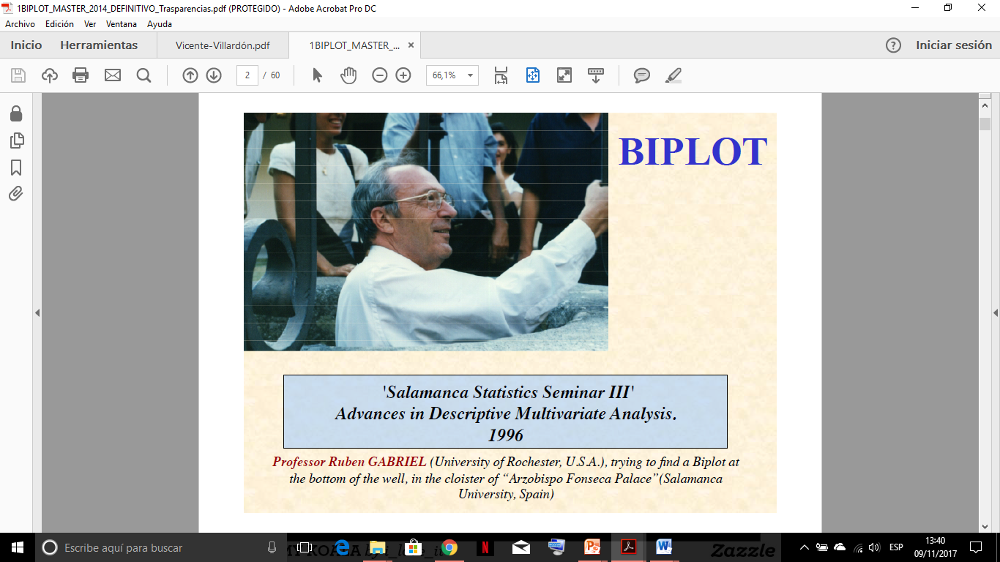 1BIPLOT_MASTER_2014_DEFINITIVO_Trasparencias.pdf (PROTEGIDO) - Adobe Acrobat Pro DC
Archivo Edición Ver Ventana Ayuda
Inicio Herramientas Vicente-Villardón.pdf 1BIPLOT_MASTER_... × Iniciar sesión
2 / 60 66,1%
BIPLOT
'Salamanca Statistics Seminar III'
Advances in Descriptive Multivariate Analysis.
1996
Professor Ruben GABRIEL (University of Rochester, U.S.A.), trying to find a Biplot at
the bottom of the well, in the cloister of “Arzobispo Fonseca Palace”(Salamanca
University, Spain)
Escribe aquí para buscar
MY KOALA by Zazzle
ESP
13:40
09/11/2017